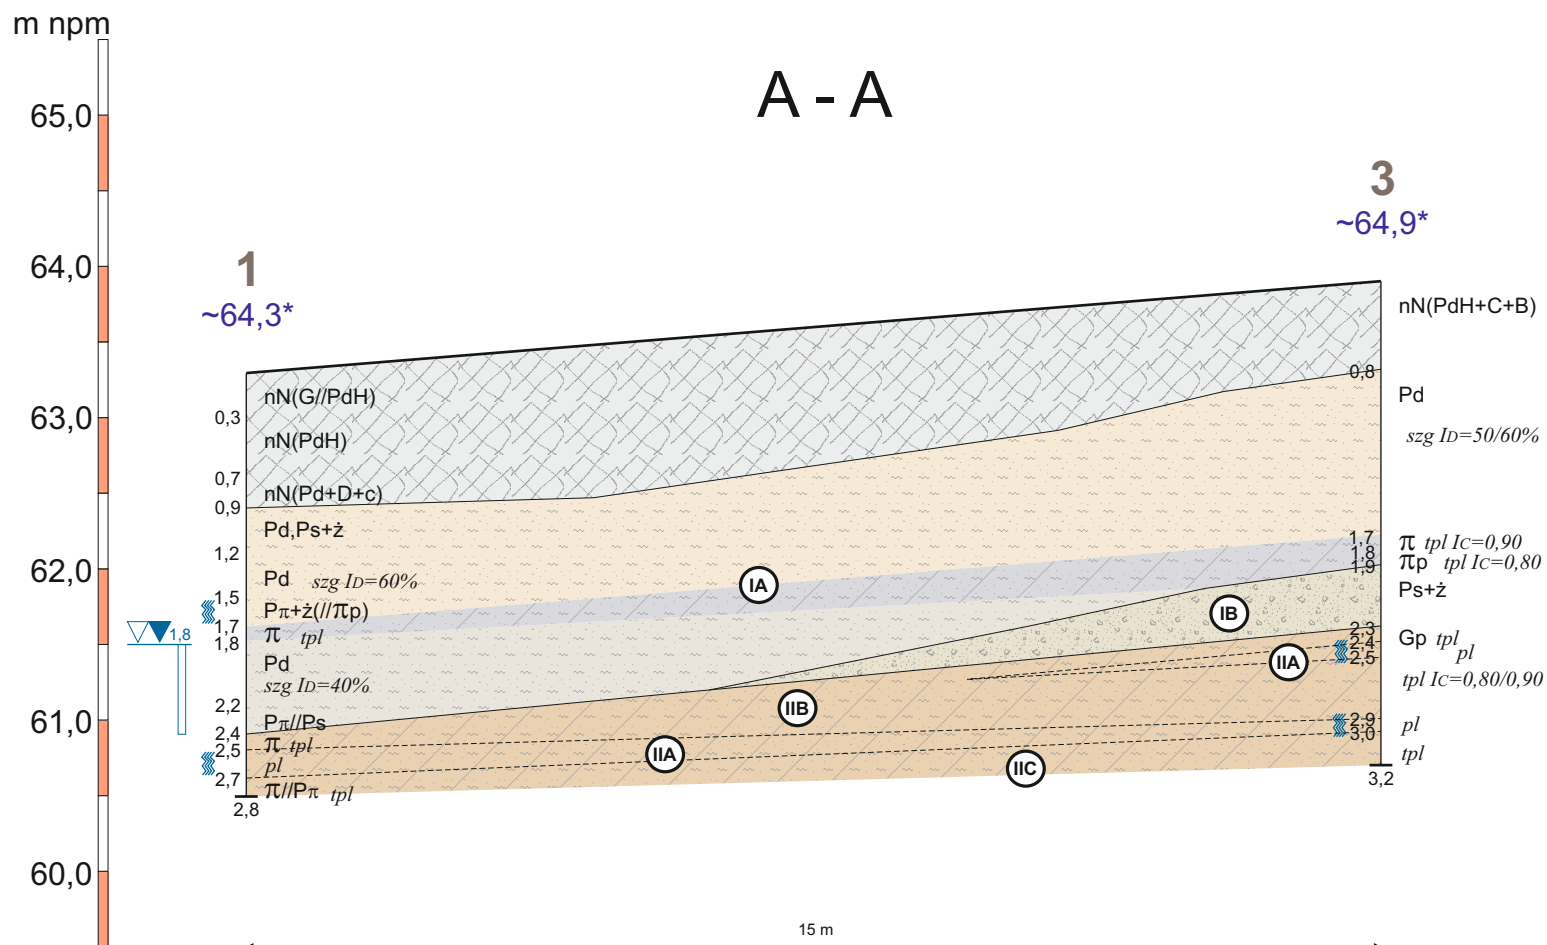 m npm
A - A
65,0
64,0
63,0
62,0
61,0
60,0
1
~64,3*
3
~64,9*
nN(G//PdH)
0,3
nN(PdH)
0,7
nN(Pd+D+c)
0,9
Pd,Ps+ż
1,2
Pd szg ID=60%
1,5
Pπ+ż(//πp)
1,7
π tpl
1,8
1,8
Pd
szg ID=40%
2,2
Pπ//Ps
2,4
π tpl
2,5
pl
2,7
π//Pπ tpl
2,8
IA
IB
IIA
IIB
IIA
IIC
nN(PdH+C+B)
0,8
Pd
szg ID=50/60%
1,7
π tpl IC=0,90
1,8
πp tpl IC=0,80
1,9
Ps+ż
2,3
Gp tpl
2,4
pl
2,5
tpl IC=0,80/0,90
2,9
pl
3,0
tpl
3,2
15 m